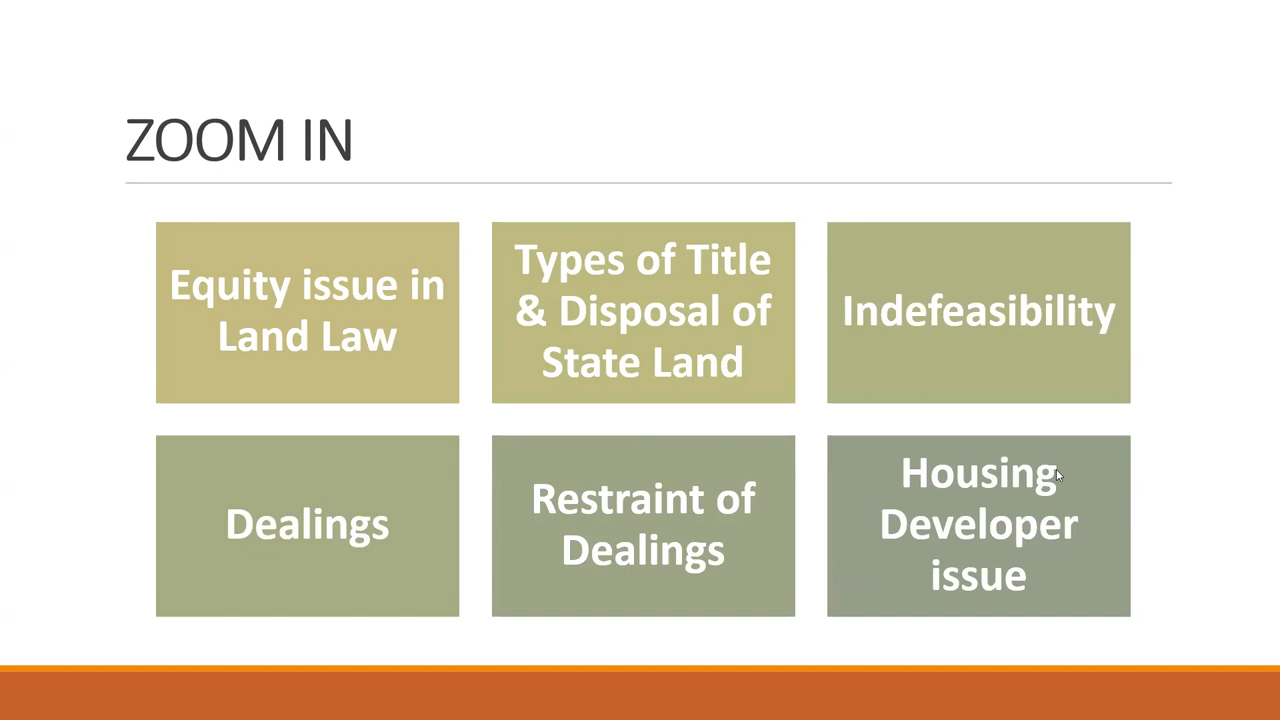 ZOOM IN
Equity issue in
Land Law
Types of Title
& Disposal of
State Land
Indefeasibility
Dealings
Restraint of
Dealings
Housing
Developer
issue